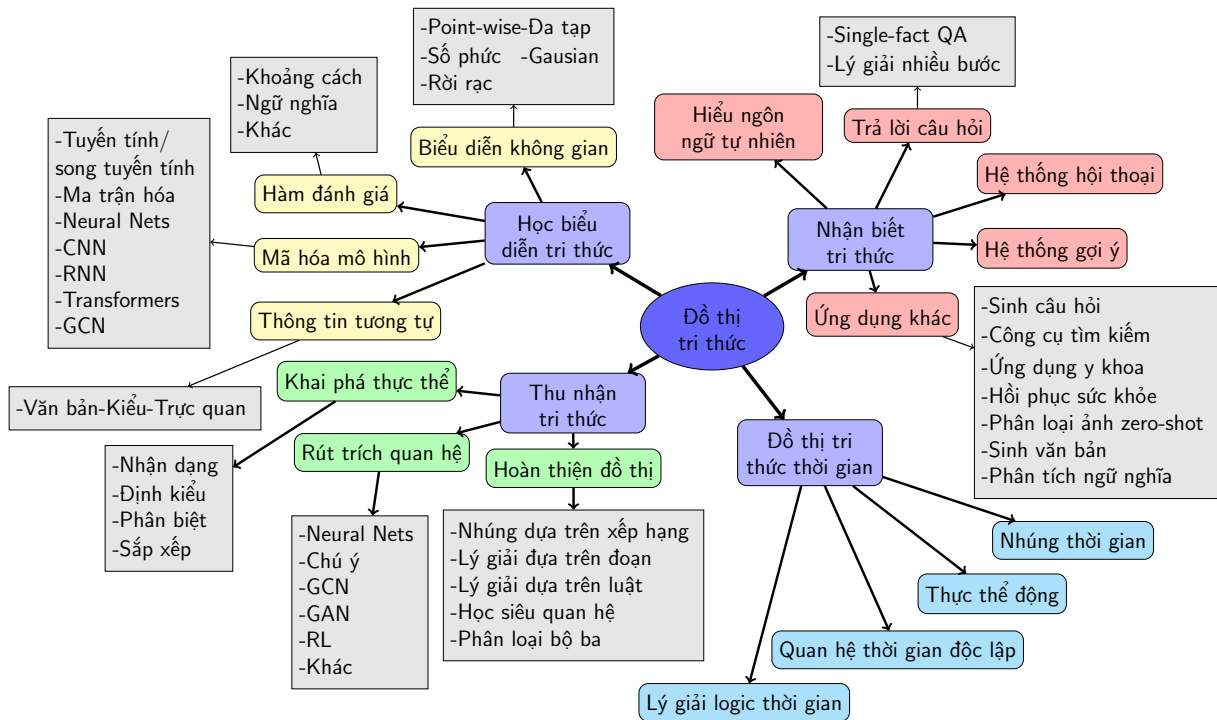 Đồ thị
tri thức
Học biểu
diễn tri thức
Biểu diễn không gian
-Point-wise-Đa tạp
-Số phức -Gausian
-Rời rạc
Hàm đánh giá
-Khoảng cách
-Ngữ nghĩa
-Khác
Mã hóa mô hình
-Tuyến tính/
song tuyến tính
-Ma trận hóa
-Neural Nets
-CNN
-RNN
-Transformers
-GCN
Thông tin tương tự
-Văn bản-Kiểu-Trực quan
Thu nhận
tri thức
Khai phá thực thể
-Nhận dạng
-Định kiểu
-Phân biệt
-Sắp xếp
Rút trích quan hệ
-Neural Nets
-Chú ý
-GCN
-GAN
-RL
-Khác
Hoàn thiện đồ thị
-Nhúng dựa trên xếp hạng
-Lý giải đựa trên đoạn
-Lý giải dựa trên luật
-Học siêu quan hệ
-Phân loại bộ ba
Nhận biết
tri thức
Hiểu ngôn
ngữ tự nhiên
Trả lời câu hỏi
-Single-fact QA
-Lý giải nhiều bước
Hệ thống hội thoại
Hệ thống gợi ý
Ứng dụng khác
-Sinh câu hỏi
-Công cụ tìm kiếm
-Ứng dụng y khoa
-Hồi phục sức khỏe
-Phân loại ảnh zero-shot
-Sinh văn bản
-Phân tích ngữ nghĩa
Đồ thị tri
thức thời gian
Nhúng thời gian
Thực thể động
Quan hệ thời gian độc lập
Lý giải logic thời gian